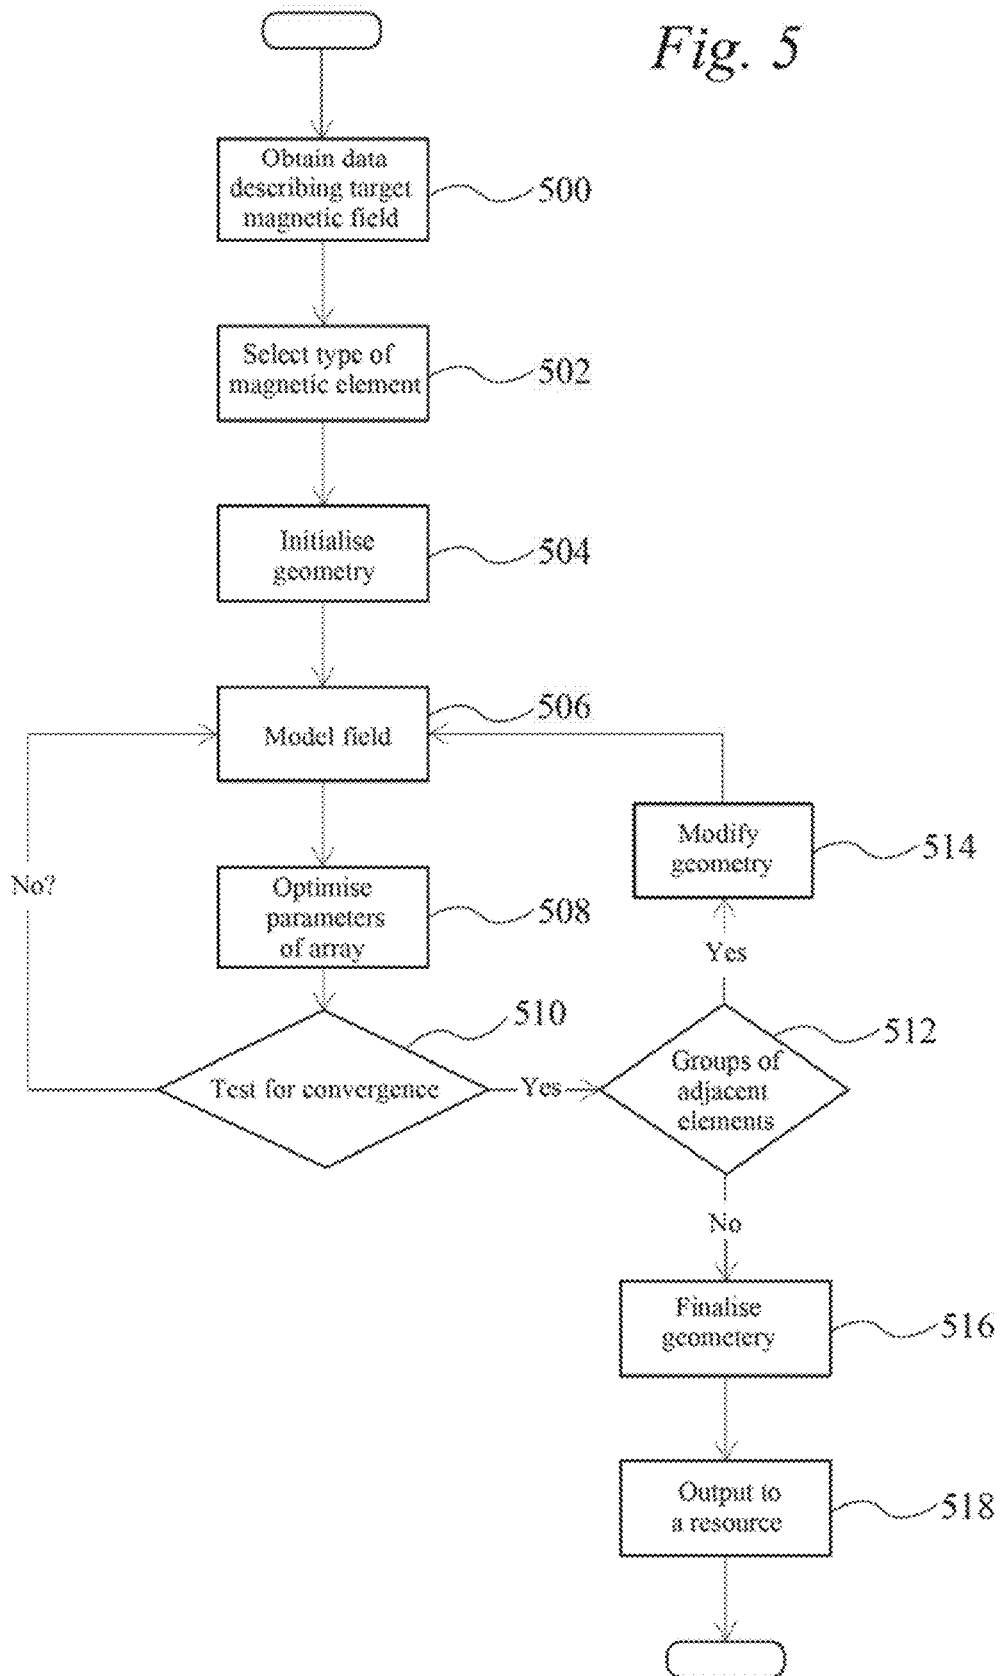 Fig. 5
Obtain data
describing target
magnetic field
500
Select type of
magnetic element
502
Initialise
geometry
504
506
Model field
Modify
geometry
514
No?
Optimise
parameters
of array
508
Yes
510
512
Test for convergence
Yes
Groups of
adjacent
elements
No
Finalise
geometery
516
Output to
a resource
518